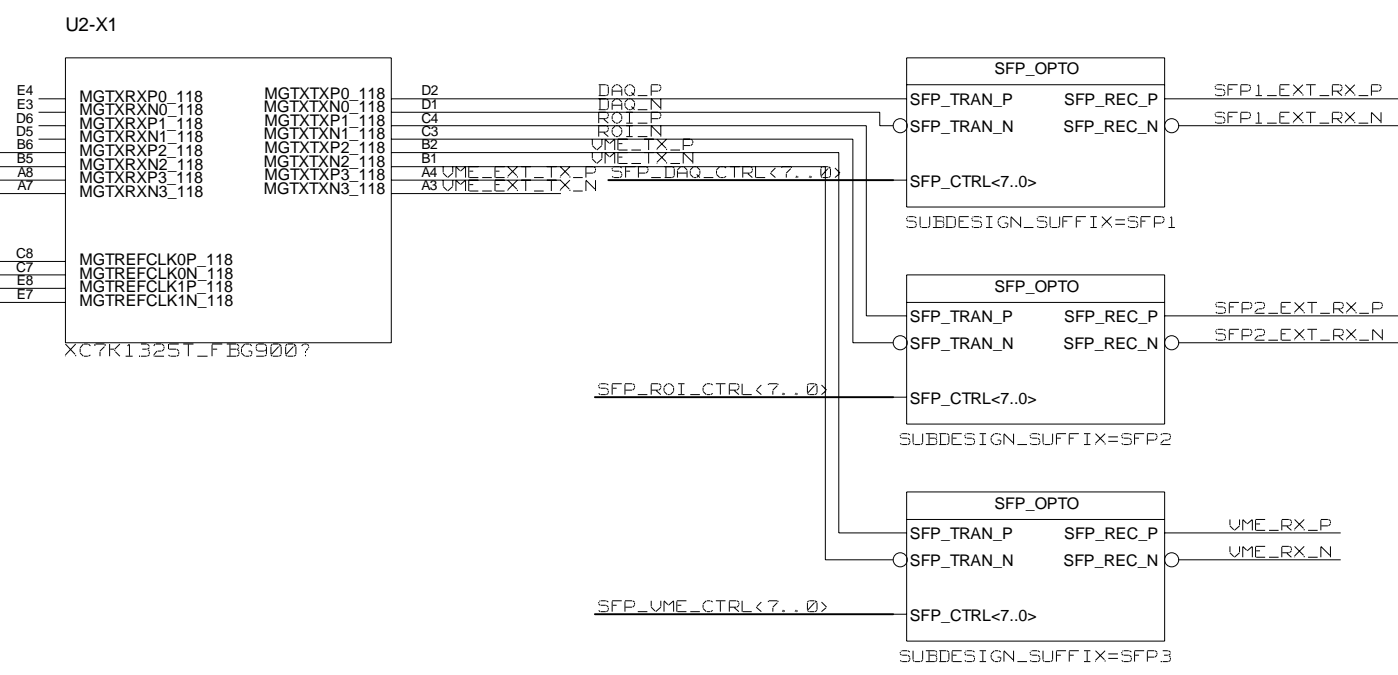 U2-X1
E4 MGTXRXP0_118 MGTXTXP0_118 D2 DAQ_P
E3 MGTXRXN0_118 MGTXTXN0_118 D1 DAQ_N
D6 MGTXRXP1_118 MGTXTXP1_118 C4 ROI_P
D5 MGTXRXN1_118 MGTXTXN1_118 C3 ROI_N
B6 MGTXRXP2_118 MGTXTXP2_118 B2 VME_TX_P
B5 MGTXRXN2_118 MGTXTXN2_118 B1 VME_TX_N
A8 MGTXRXP3_118 MGTXTXP3_118 A4 VME_EXT_TX_P SFP_DAQ_CTRL<7..0>
A7 MGTXRXN3_118 MGTXTXN3_118 A3 VME_EXT_TX_N
C8 MGTREFCLK0P_118
C7 MGTREFCLK0N_118
E8 MGTREFCLK1P_118
E7 MGTREFCLK1N_118
XC7K1325T_FBG900?
SFP_OPTO
SFP_TRAN_P SFP_REC_P SFP1_EXT_RX_P
SFP_TRAN_N SFP_REC_N SFP1_EXT_RX_N
SFP_CTRL<7..0>
SUBDESIGN_SUFFIX=SFP1
SFP_OPTO
SFP_TRAN_P SFP_REC_P SFP2_EXT_RX_P
SFP_TRAN_N SFP_REC_N SFP2_EXT_RX_N
SFP_ROI_CTRL<7..0> SFP_CTRL<7..0>
SUBDESIGN_SUFFIX=SFP2
SFP_OPTO
SFP_TRAN_P SFP_REC_P VME_RX_P
SFP_TRAN_N SFP_REC_N VME_RX_N
SFP_VME_CTRL<7..0> SFP_CTRL<7..0>
SUBDESIGN_SUFFIX=SFP3